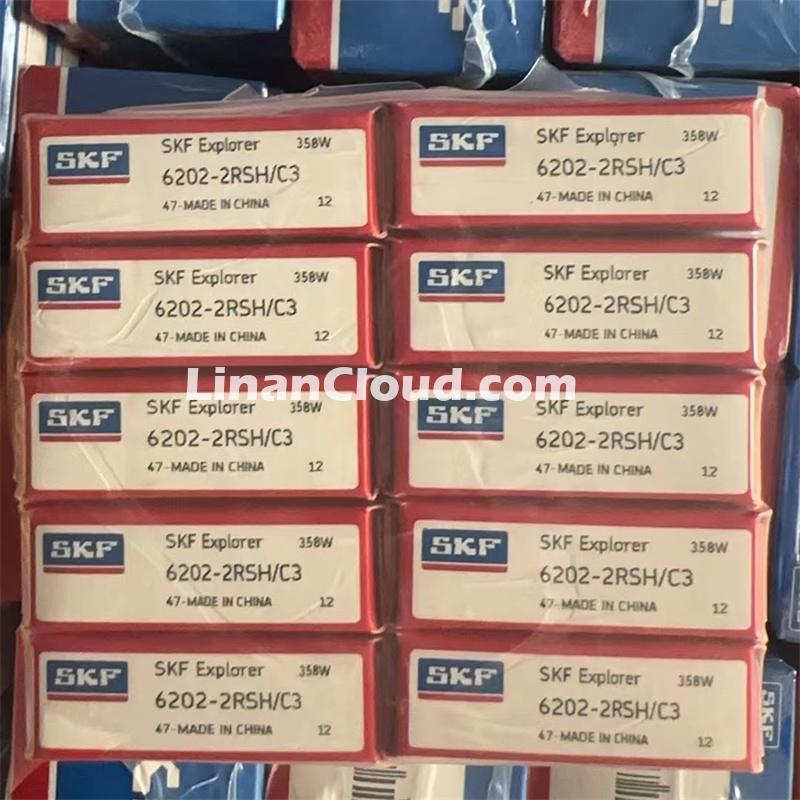 SKF
SKF Explorer 358W
6202-2RSH/C3
47-MADE IN CHINA 12
SKF
SKF Explorer 358W
6202-2RSH/C3
47-MADE IN CHINA 12
SKF
SKF Explorer 358W
6202-2RSH/C3
47-MADE IN CHINA 12
SKF
SKF Explorer 358W
6202-2RSH/C3
47-MADE IN CHINA 12
LinanCloud.com
SKF
SKF Explorer 358W
6202-2RSH/C3
47-MADE IN CHINA 12
SKF
SKF Explorer 358W
6202-2RSH/C3
47-MADE IN CHINA 12
SKF
SKF Explorer 358W
6202-2RSH/C3
47-MADE IN CHINA 12
SKF
SKF Explorer 358W
6202-2RSH/C3
47-MADE IN CHINA 12
SKF
SKF Explorer 358W
6202-2RSH/C3
47-MADE IN CHINA 12
SKF
SKF Explorer 358W
6202-2RSH/C3
47-MADE IN CHINA 12
SKF